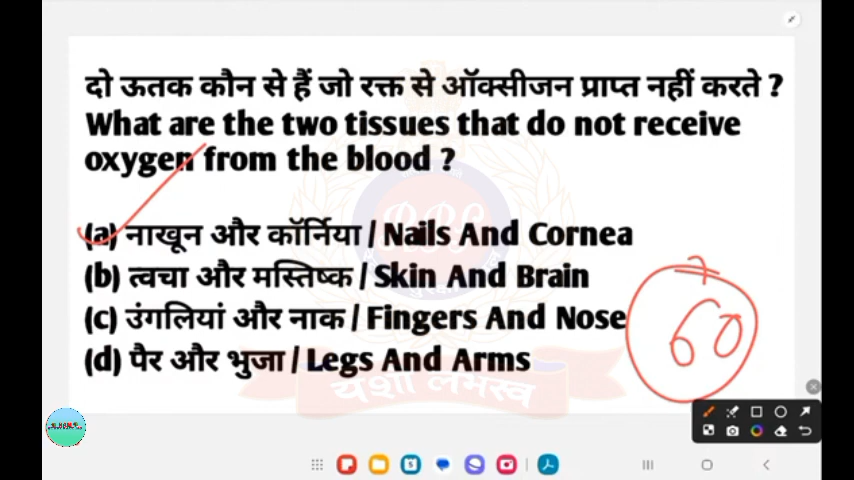 दो ऊतक कौन से हैं जो रक्त से ऑक्सीजन प्राप्त नहीं करते ?
What are the two tissues that do not receive
oxygen from the blood ?
(a) नाखून और कॉर्निया / Nails And Cornea
(b) त्वचा और मस्तिष्क / Skin And Brain
(c) उंगलियां और नाक / Fingers And Nose
(d) पैर और भुजा / Legs And Arms
60
यशो लभस्व